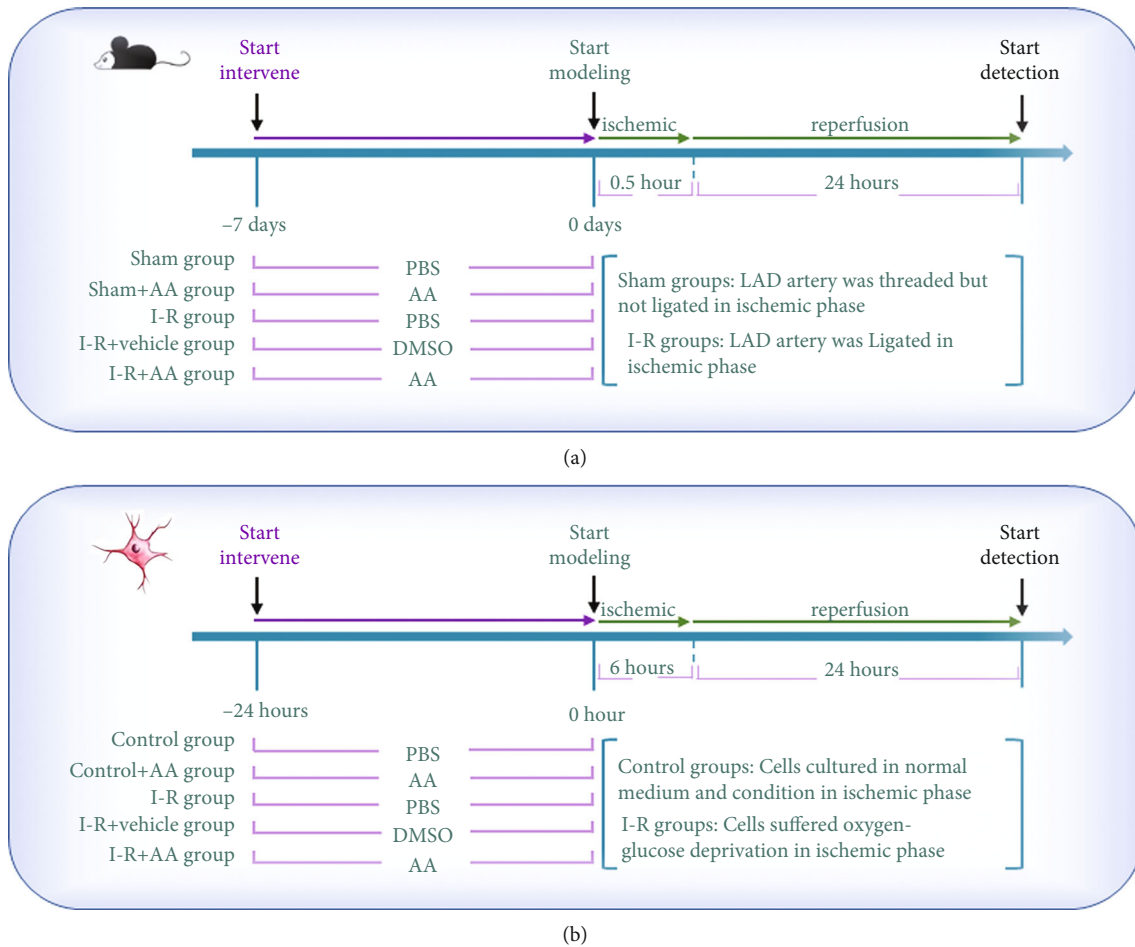 Start
intervene
Start
modeling
Start
detection
ischemic
reperfusion
0.5 hour
24 hours
–7 days
0 days
Sham group
PBS
Sham+AA group
AA
I-R group
PBS
I-R+vehicle group
DMSO
I-R+AA group
AA
Sham groups: LAD artery was threaded but
not ligated in ischemic phase
I-R groups: LAD artery was Ligated in
ischemic phase
(a)
Start
intervene
Start
modeling
Start
detection
ischemic
reperfusion
6 hours
24 hours
–24 hours
0 hour
Control group
PBS
Control+AA group
AA
I-R group
PBS
I-R+vehicle group
DMSO
I-R+AA group
AA
Control groups: Cells cultured in normal
medium and condition in ischemic phase
I-R groups: Cells suffered oxygen-
glucose deprivation in ischemic phase
(b)